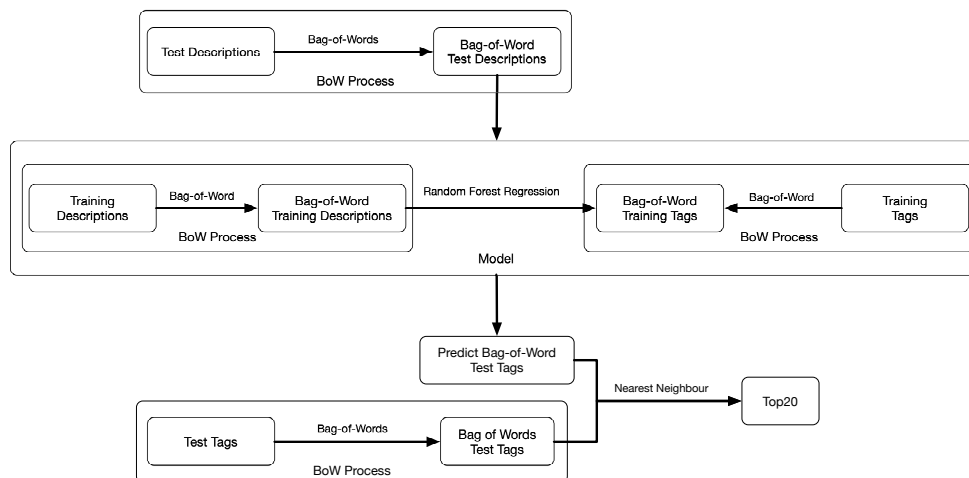 Test Descriptions
Bag-of-Words
Bag-of-Word
Test Descriptions
BoW Process
Training
Descriptions
Bag-of-Word
Bag-of-Word
Training Descriptions
BoW Process
Random Forest Regression
Bag-of-Word
Training Tags
Bag-of-Word
Training
Tags
BoW Process
Model
Predict Bag-of-Word
Test Tags
Nearest Neighbour
Top20
Test Tags
Bag-of-Words
Bag of Words
Test Tags
BoW Process